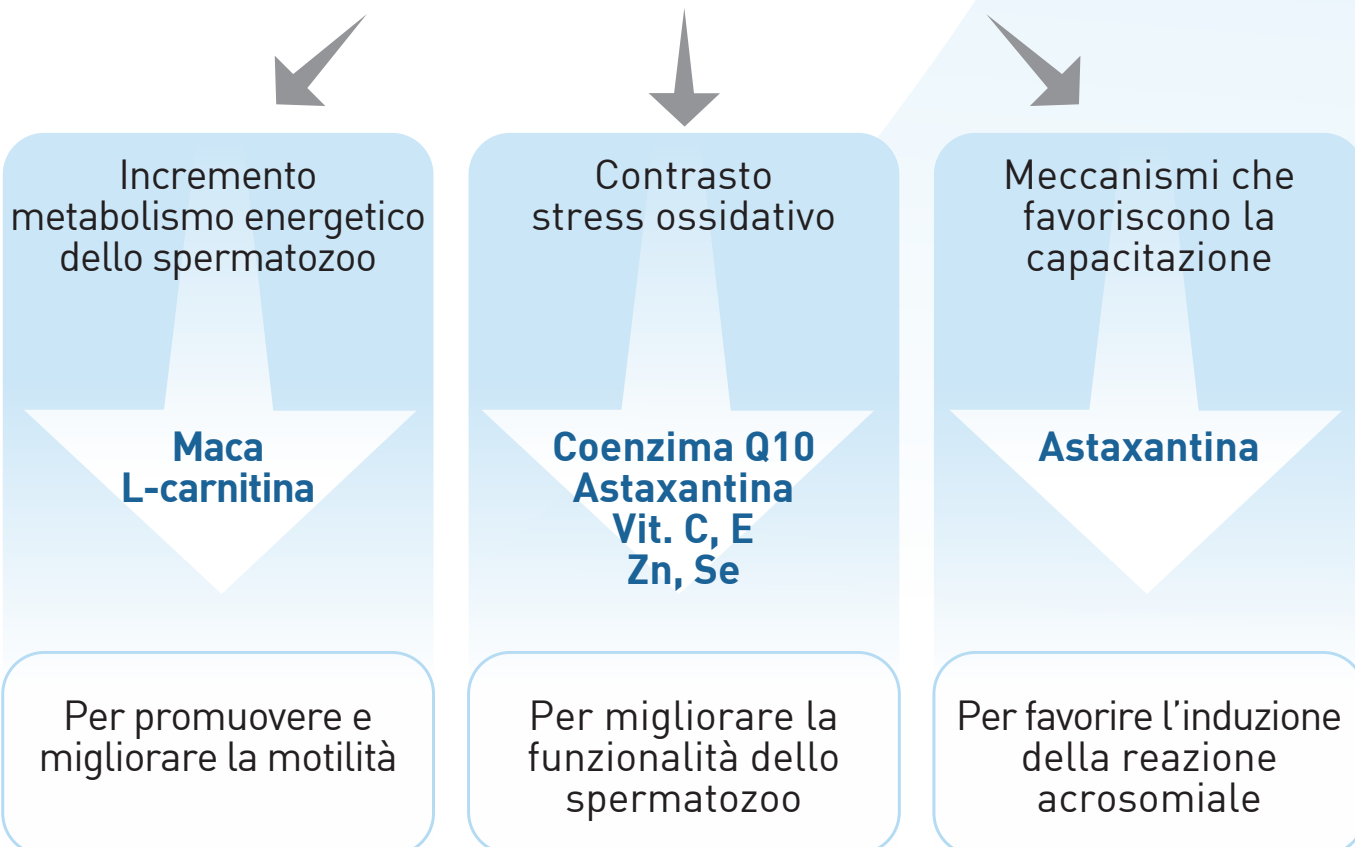 Incremento
metabolismo energetico
dello spermatozoo
Maca
L-carnitina
Per promuovere e
migliorare la motilità
Contrasto
stress ossidativo
Coenzima Q10
Astaxantina
Vit. C, E
Zn, Se
Per migliorare la
funzionalità dello
spermatozoo
Meccanismi che
favoriscono la
capacitazione
Astaxantina
Per favorire l'induzione
della reazione
acrosomiale